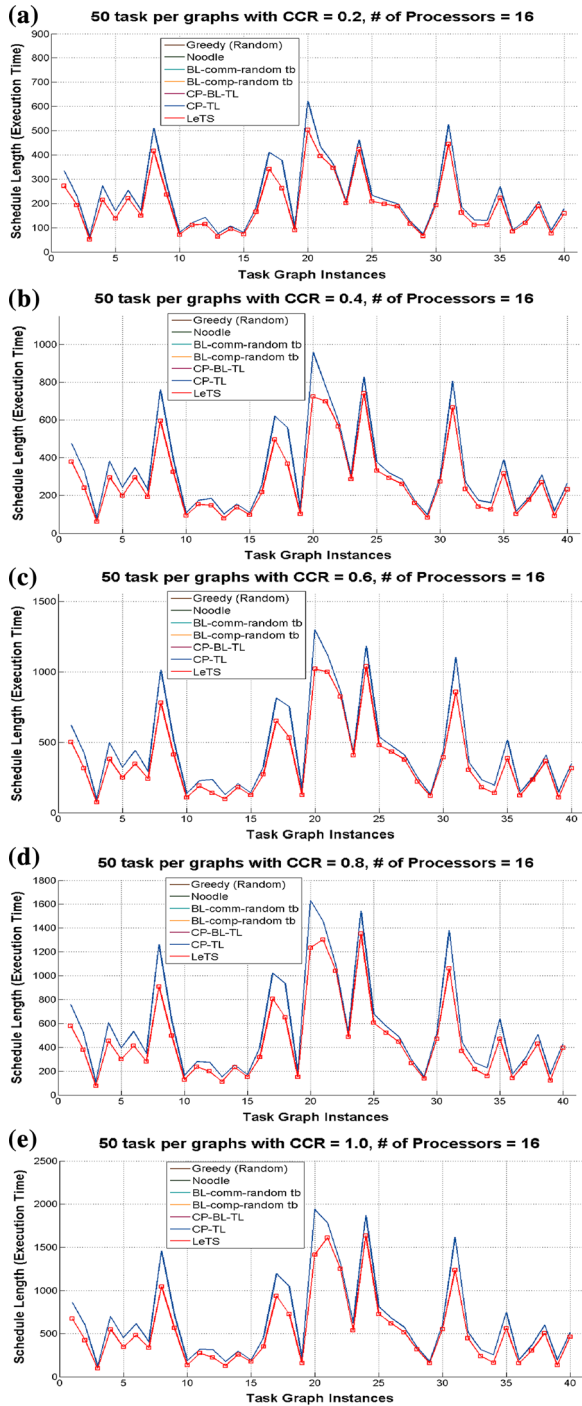 (a)
50 task per graphs with CCR = 0.2, # of Processors = 16
Schedule Length (Execution Time)
900
800
700
600
500
400
300
200
100
0
Greedy (Random)
Noodle
BL-comm-random tb
BL-comp-random tb
CP-BL-TL
CP-TL
LeTS
0 5 10 15 20 25 30 35 40
Task Graph Instances
(b)
50 task per graphs with CCR = 0.4, # of Processors = 16
Schedule Length (Execution Time)
1000
800
600
400
200
0
Greedy (Random)
Noodle
BL-comm-random tb
BL-comp-random tb
CP-BL-TL
CP-TL
LeTS
0 5 10 15 20 25 30 35 40
Task Graph Instances
(c)
50 task per graphs with CCR = 0.6, # of Processors = 16
Schedule Length (Execution Time)
1500
1000
500
0
Greedy (Random)
Noodle
BL-comm-random tb
BL-comp-random tb
CP-BL-TL
CP-TL
LeTS
0 5 10 15 20 25 30 35 40
Task Graph Instances
(d)
50 task per graphs with CCR = 0.8, # of Processors = 16
Schedule Length (Execution Time)
1800
1600
1400
1200
1000
800
600
400
200
0
Greedy (Random)
Noodle
BL-comm-random tb
BL-comp-random tb
CP-BL-TL
CP-TL
LeTS
0 5 10 15 20 25 30 35 40
Task Graph Instances
(e)
50 task per graphs with CCR = 1.0, # of Processors = 16
Schedule Length (Execution Time)
2500
2000
1500
1000
500
0
Greedy (Random)
Noodle
BL-comm-random tb
BL-comp-random tb
CP-BL-TL
CP-TL
LeTS
0 5 10 15 20 25 30 35 40
Task Graph Instances